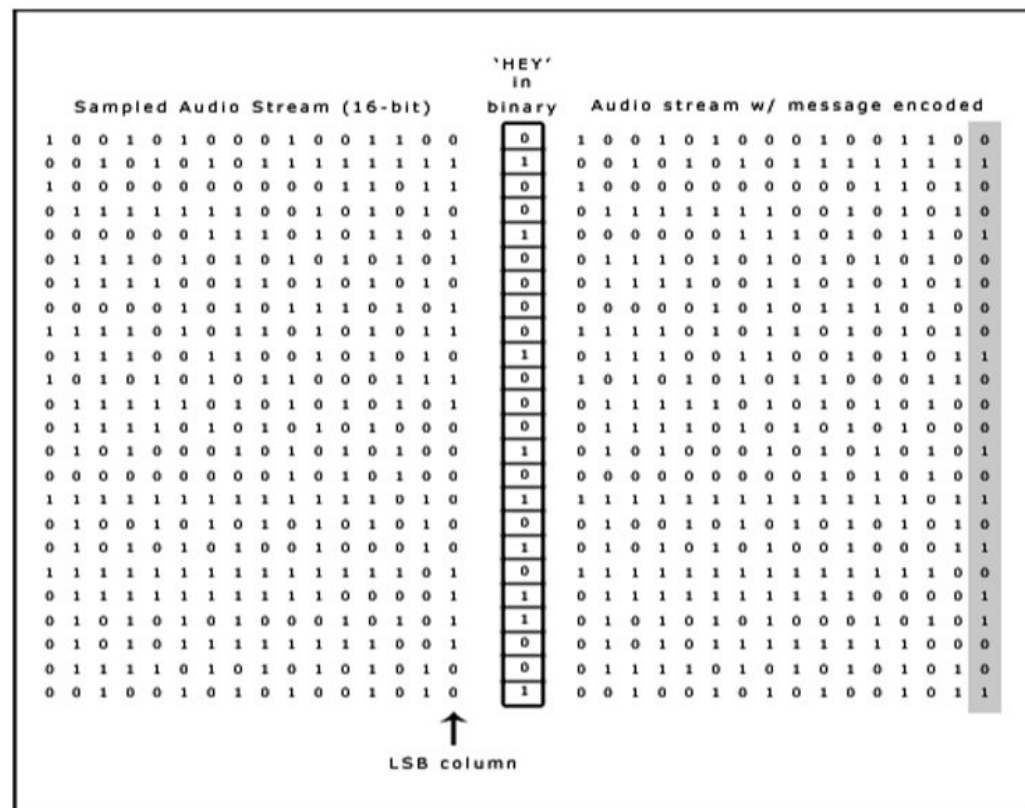 'HEY'
in
binary
Sampled Audio Stream (16-bit)
Audio stream w/ message encoded
1 0 0 1 0 1 0 0 0 1 0 0 1 1 0 0 0 1 0 0 1 0 1 0 0 0 1 0 0 1 1 0 0
0 0 1 0 1 0 1 0 1 1 1 1 1 1 1 1 1 0 0 1 0 1 0 1 0 1 1 1 1 1 1 1 1
1 0 0 0 0 0 0 0 0 0 0 1 1 0 1 1 0 1 0 0 0 0 0 0 0 0 0 0 1 1 0 1 0
0 1 1 1 1 1 1 1 0 0 1 0 1 0 1 0 0 0 1 1 1 1 1 1 1 0 0 1 0 1 0 1 0
0 0 0 0 0 0 1 1 1 0 1 0 1 1 0 1 1 0 0 0 0 0 0 1 1 1 0 1 0 1 1 0 1
0 1 1 1 0 1 0 1 0 1 0 1 0 1 0 1 0 0 1 1 1 0 1 0 1 0 1 0 1 0 1 0 0
0 1 1 1 1 0 0 1 1 0 1 0 1 0 1 0 0 0 1 1 1 1 0 0 1 1 0 1 0 1 0 1 0
0 0 0 0 0 1 0 1 0 1 1 1 0 1 0 1 0 0 0 0 0 0 1 0 1 0 1 1 1 0 1 0 0
1 1 1 1 0 1 0 1 1 0 1 0 1 0 1 1 0 1 1 1 1 0 1 0 1 1 0 1 0 1 0 1 0
0 1 1 1 0 0 1 1 0 0 1 0 1 0 1 0 1 0 1 1 1 0 0 1 1 0 0 1 0 1 0 1 1
1 0 1 0 1 0 1 0 1 1 0 0 0 1 1 1 0 1 0 1 0 1 0 1 0 1 1 0 0 0 1 1 0
0 1 1 1 1 1 0 1 0 1 0 1 0 1 0 1 0 0 1 1 1 1 1 0 1 0 1 0 1 0 1 0 0
0 1 1 1 1 0 1 0 1 0 1 0 1 0 0 0 0 0 1 1 1 1 0 1 0 1 0 1 0 1 0 0 0
0 1 0 1 0 0 0 1 0 1 0 1 0 1 0 0 1 0 1 0 1 0 0 0 1 0 1 0 1 0 1 0 1
0 0 0 0 0 0 0 0 0 1 0 1 0 1 0 0 0 0 0 0 0 0 0 0 0 0 1 0 1 0 1 0 0
1 1 1 1 1 1 1 1 1 1 1 1 1 0 1 0 1 1 1 1 1 1 1 1 1 1 1 1 1 1 0 1 1
0 1 0 0 1 0 1 0 1 0 1 0 1 0 1 0 0 0 1 0 0 1 0 1 0 1 0 1 0 1 0 1 0
0 1 0 1 0 1 0 1 0 0 1 0 0 0 1 0 1 0 1 0 1 0 1 0 1 0 0 1 0 0 0 1 1
1 1 1 1 1 1 1 1 1 1 1 1 1 1 0 1 0 1 1 1 1 1 1 1 1 1 1 1 1 1 1 0 0
0 1 1 1 1 1 1 1 1 1 1 1 0 0 0 1 1 0 1 1 1 1 1 1 1 1 1 1 1 0 0 0 1
0 1 0 1 0 1 0 1 0 0 0 1 0 1 0 1 1 0 1 0 1 0 1 0 1 0 0 0 1 0 1 0 1
0 1 0 1 0 1 1 1 1 1 1 1 1 0 0 1 0 0 1 0 1 0 1 1 1 1 1 1 1 1 0 0 0
0 1 1 1 1 0 1 0 1 0 1 0 1 0 1 0 0 0 1 1 1 1 0 1 0 1 0 1 0 1 0 1 0
0 0 1 0 0 1 0 1 0 1 0 0 1 0 1 0 1 0 0 1 0 0 1 0 1 0 1 0 0 1 0 1 1
LSB column